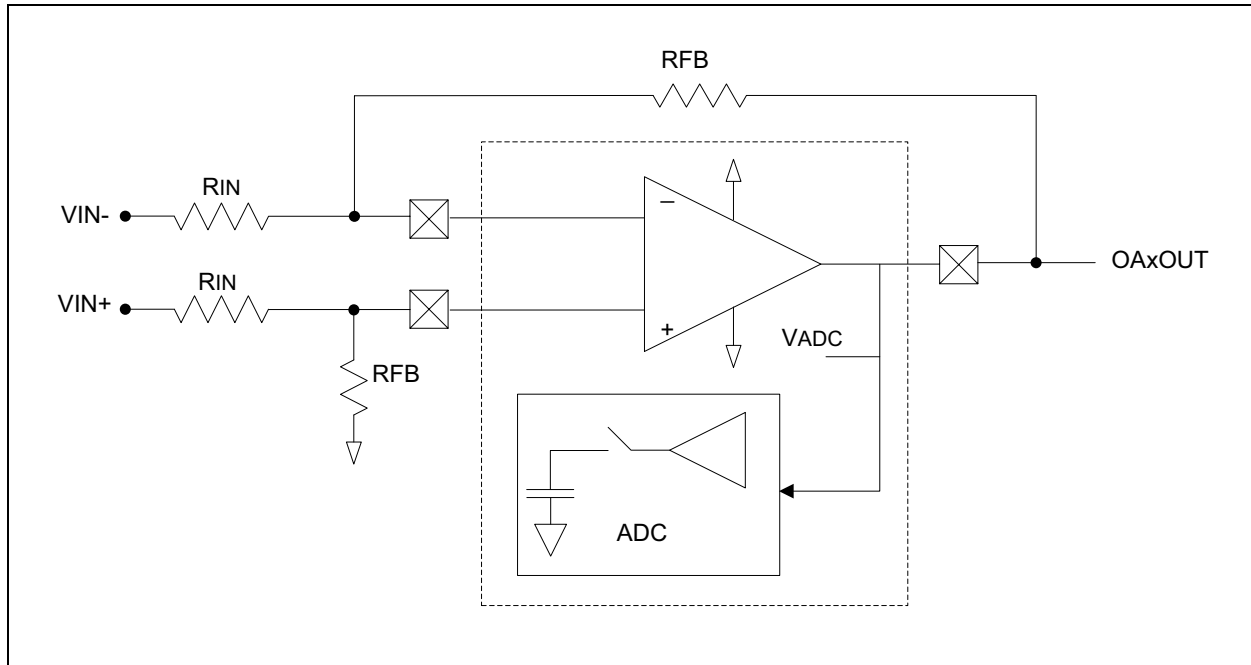 RFB
RIN
VIN-
–
RIN
VIN+
+
OAxOUT
VADC
RFB
ADC